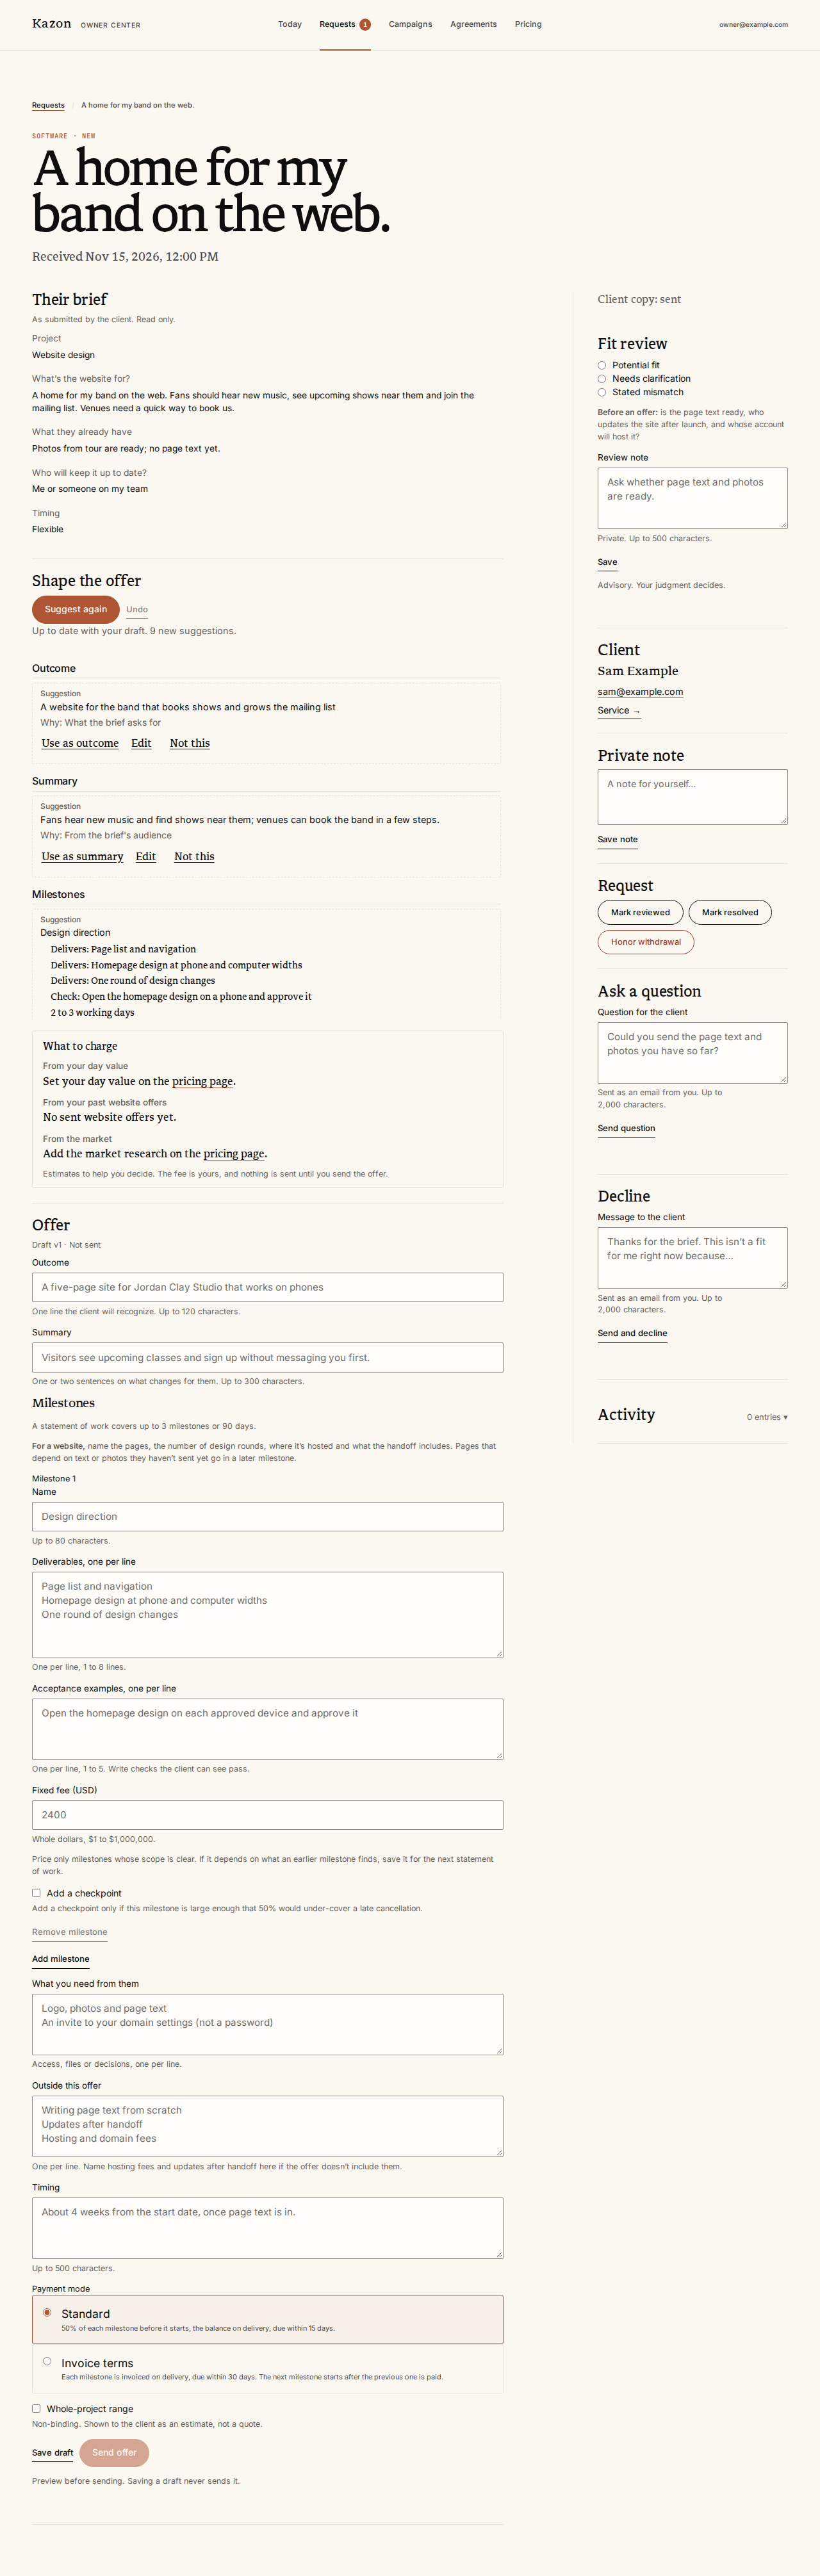 Kazon OWNER CENTER
Today Requests 1 Campaigns Agreements Pricing
owner@example.com
Requests / A home for my band on the web.
SOFTWARE · NEW
A home for my
band on the web.
Received Nov 15, 2026, 12:00 PM
Their brief
As submitted by the client. Read only.
Project
Website design
What's the website for?
A home for my band on the web. Fans should hear new music, see upcoming shows near them and join the
mailing list. Venues need a quick way to book us.
What they already have
Photos from tour are ready; no page text yet.
Who will keep it up to date?
Me or someone on my team
Timing
Flexible
Shape the offer
Suggest again Undo
Up to date with your draft. 9 new suggestions.
Outcome
Suggestion
A website for the band that books shows and grows the mailing list
Why: What the brief asks for
Use as outcome Edit Not this
Summary
Suggestion
Fans hear new music and find shows near them; venues can book the band in a few steps.
Why: From the brief's audience
Use as summary Edit Not this
Milestones
Suggestion
Design direction
Delivers: Page list and navigation
Delivers: Homepage design at phone and computer widths
Delivers: One round of design changes
Check: Open the homepage design on a phone and approve it
2 to 3 working days
What to charge
From your day value
Set your day value on the pricing page.
From your past website offers
No sent website offers yet.
From the market
Add the market research on the pricing page.
Estimates to help you decide. The fee is yours, and nothing is sent until you send the offer.
Offer
Draft v1 · Not sent
Outcome
A five-page site for Jordan Clay Studio that works on phones
One line the client will recognize. Up to 120 characters.
Summary
Visitors see upcoming classes and sign up without messaging you first.
One or two sentences on what changes for them. Up to 300 characters.
Milestones
A statement of work covers up to 3 milestones or 90 days.
For a website, name the pages, the number of design rounds, where it's hosted and what the handoff includes. Pages that
depend on text or photos they haven't sent yet go in a later milestone.
Milestone 1
Name
Design direction
Up to 80 characters.
Deliverables, one per line
Page list and navigation
Homepage design at phone and computer widths
One round of design changes
One per line, 1 to 8 lines.
Acceptance examples, one per line
Open the homepage design on each approved device and approve it
One per line, 1 to 5. Write checks the client can see pass.
Fixed fee (USD)
2400
Whole dollars, $1 to $1,000,000.
Price only milestones whose scope is clear. If it depends on what an earlier milestone finds, save it for the next statement
of work.
Add a checkpoint
Add a checkpoint only if this milestone is large enough that 50% would under-cover a late cancellation.
Remove milestone
Add milestone
What you need from them
Logo, photos and page text
An invite to your domain settings (not a password)
Access, files or decisions, one per line.
Outside this offer
Writing page text from scratch
Updates after handoff
Hosting and domain fees
One per line. Name hosting fees and updates after handoff here if the offer doesn't include them.
Timing
About 4 weeks from the start date, once page text is in.
Up to 500 characters.
Payment mode
Standard
50% of each milestone before it starts, the balance on delivery, due within 15 days.
Invoice terms
Each milestone is invoiced on delivery, due within 30 days. The next milestone starts after the previous one is paid.
Whole-project range
Non-binding. Shown to the client as an estimate, not a quote.
Save draft Send offer
Preview before sending. Saving a draft never sends it.
Client copy: sent
Fit review
Potential fit
Needs clarification
Stated mismatch
Before an offer: is the page text ready, who
updates the site after launch, and whose account
will host it?
Review note
Ask whether page text and photos
are ready.
Private. Up to 500 characters.
Save
Advisory. Your judgment decides.
Client
Sam Example
sam@example.com
Service →
Private note
A note for yourself...
Save note
Request
Mark reviewed Mark resolved
Honor withdrawal
Ask a question
Question for the client
Could you send the page text and
photos you have so far?
Sent as an email from you. Up to
2,000 characters.
Send question
Decline
Message to the client
Thanks for the brief. This isn't a fit
for me right now because...
Sent as an email from you. Up to
2,000 characters.
Send and decline
Activity
0 entries ▾